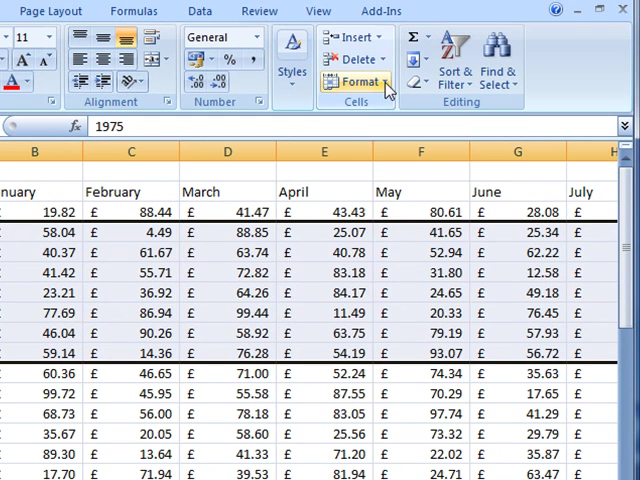 Page Layout Formulas Data Review View Add-Ins
11 General Insert Σ
A A % , Styles Delete Sort & Find &
A Format Filter Select
Alignment Number Cells Editing
fx 1975
B C D E F G H
nuary February March April May June July
19.82 £ 88.44 £ 41.47 £ 43.43 £ 80.61 £ 28.08 £
58.04 £ 4.49 £ 88.85 £ 25.07 £ 41.65 £ 25.34 £
40.37 £ 61.67 £ 63.74 £ 40.78 £ 52.94 £ 62.22 £
41.42 £ 55.71 £ 72.82 £ 83.18 £ 31.80 £ 12.58 £
23.21 £ 36.92 £ 64.26 £ 84.17 £ 24.65 £ 49.18 £
77.69 £ 86.94 £ 99.44 £ 11.49 £ 20.33 £ 76.45 £
46.04 £ 90.26 £ 58.92 £ 63.75 £ 79.19 £ 57.93 £
59.14 £ 14.36 £ 76.28 £ 54.19 £ 93.07 £ 56.72 £
60.36 £ 46.65 £ 71.00 £ 52.24 £ 74.34 £ 35.63 £
99.72 £ 45.95 £ 55.58 £ 87.55 £ 70.29 £ 17.65 £
68.73 £ 56.00 £ 78.18 £ 83.05 £ 97.74 £ 41.29 £
35.67 £ 20.05 £ 58.60 £ 25.56 £ 73.32 £ 29.79 £
89.30 £ 13.64 £ 41.33 £ 71.20 £ 22.02 £ 35.87 £
17.70 £ 71.94 £ 39.53 £ 81.94 £ 24.71 £ 63.47 £